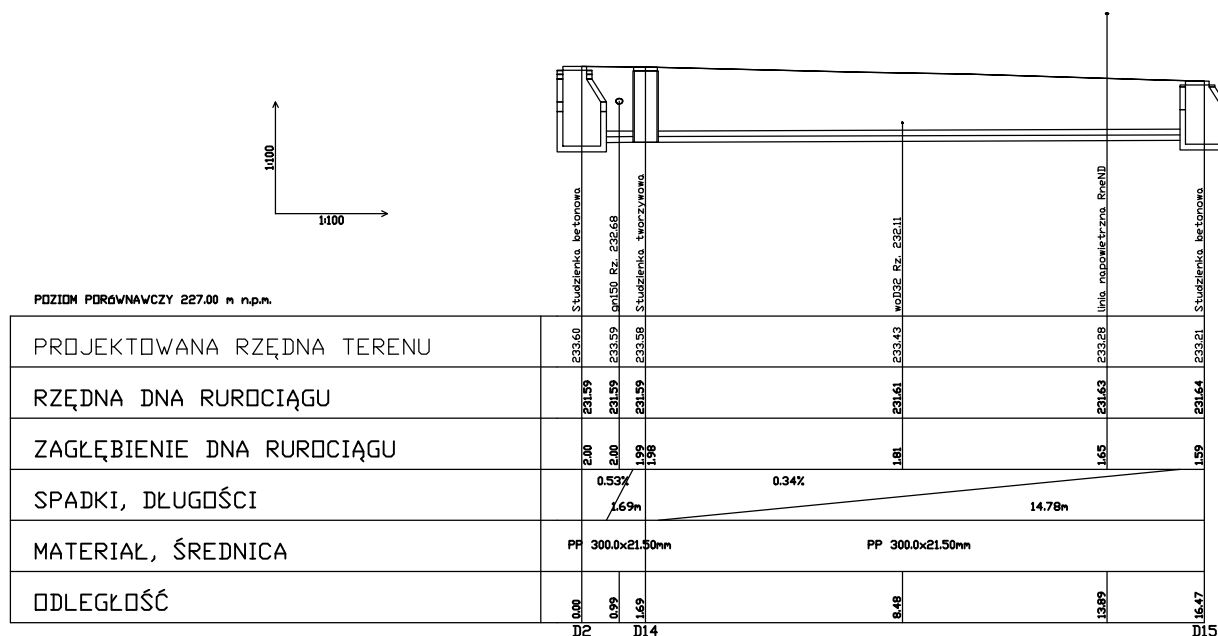 1:100
1:100
Studzienka betonowa
gn150 Rz. 232.68
Studzienka tworzywowa
woD32 Rz. 232.11
linia napowietrzna RneND
Studzienka betonowa
POZIOM PORÓWNAWCZY 227.00 m n.p.m.
PROJEKTOWANA RZĘDNA TERENU
233.60 233.59 233.58 233.43 233.28 233.21
RZĘDNA DNA RUROCIĄGU
231.59 231.59 231.59 231.61 231.63 231.64
ZAGŁĘBIENIE DNA RUROCIĄGU
2.00 2.00 1.99 1.98 1.81 1.65 1.59
SPADKI, DŁUGOŚCI
0.53% 0.34%
1.69m 14.78m
MATERIAŁ, ŚREDNICA
PP 300.0x21.50mm PP 300.0x21.50mm
ODLEGŁOŚĆ
0.00 0.99 1.69 8.48 13.89 16.47
D2 D14 D15